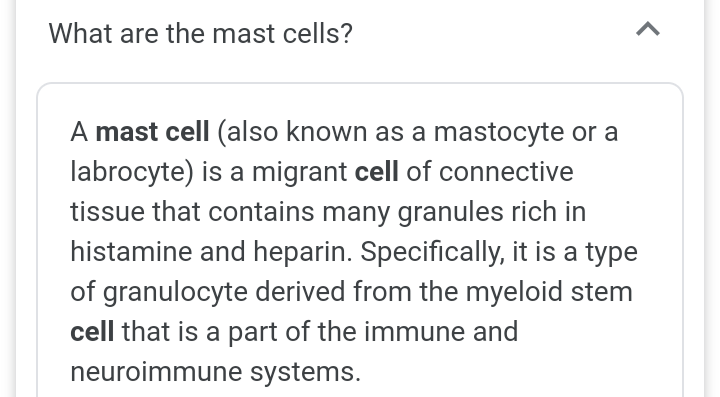 What are the mast cells?
A mast cell (also known as a mastocyte or a
labrocyte) is a migrant cell of connective
tissue that contains many granules rich in
histamine and heparin. Specifically, it is a type
of granulocyte derived from the myeloid stem
cell that is a part of the immune and
neuroimmune systems.